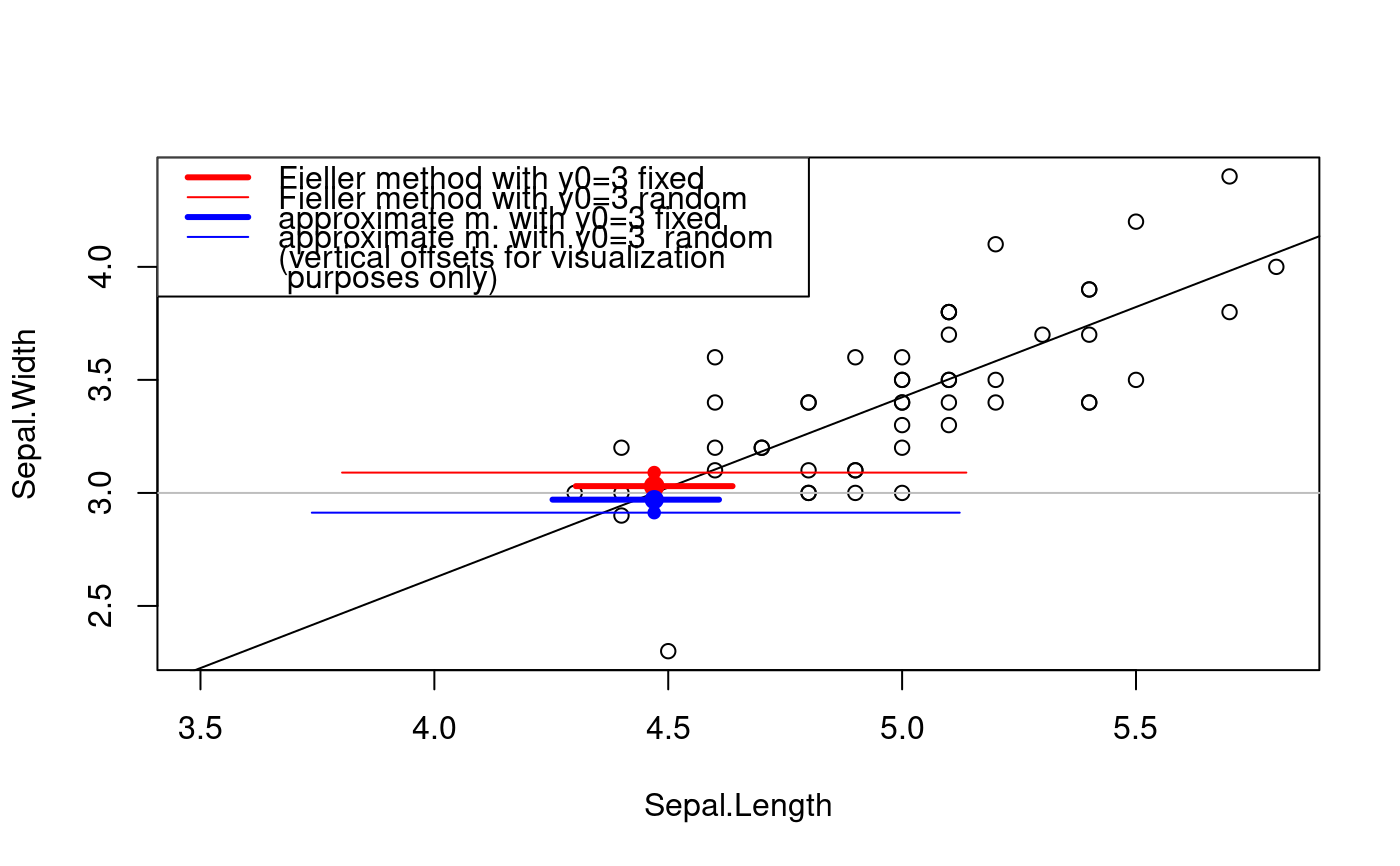 Fieller method with y0=3 fixed
Fieller method with y0=3 random
approximate m. with y0=3 fixed
approximate m. with y0=3  random
(vertical offsets for visualization
purposes only)
4.0
3.5
3.0
2.5
Sepal.Width
3.5 4.0 4.5 5.0 5.5
Sepal.Length